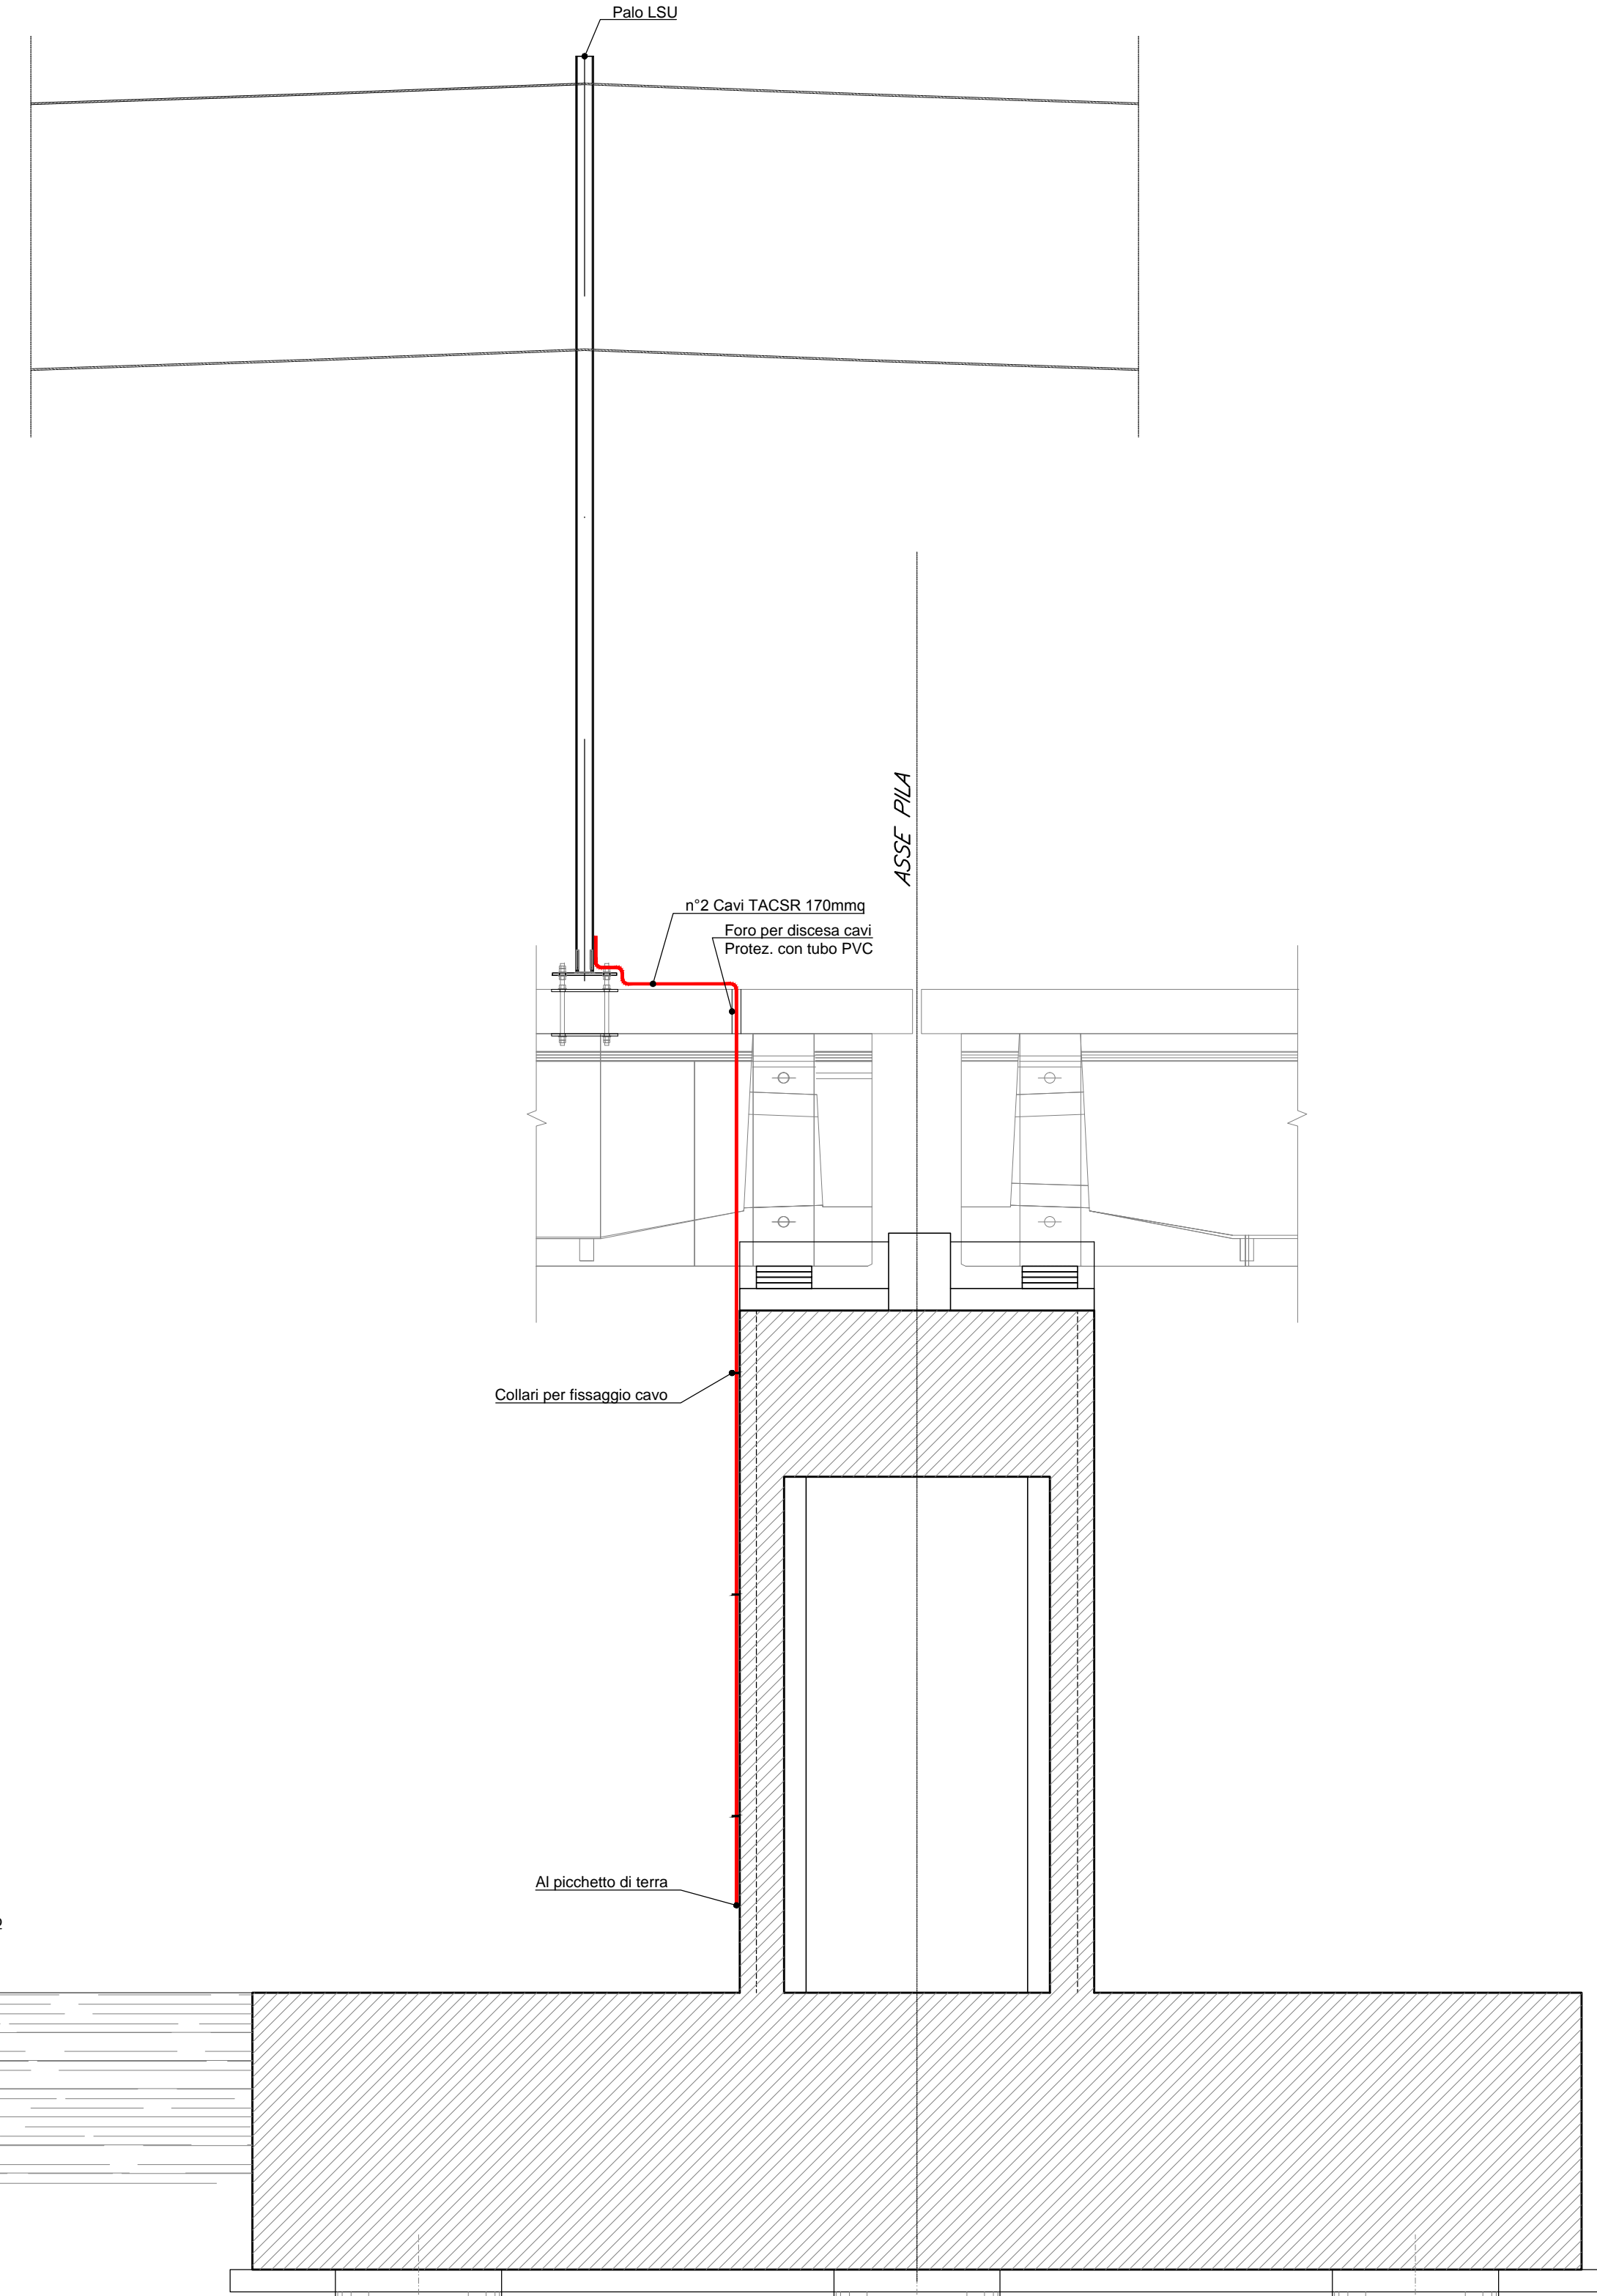 Palo LSU
ASSE PILA
n°2 Cavi TACSR 170mmq
Foro per discesa cavi
Protez. con tubo PVC
Collari per fissaggio cavo
Al picchetto di terra